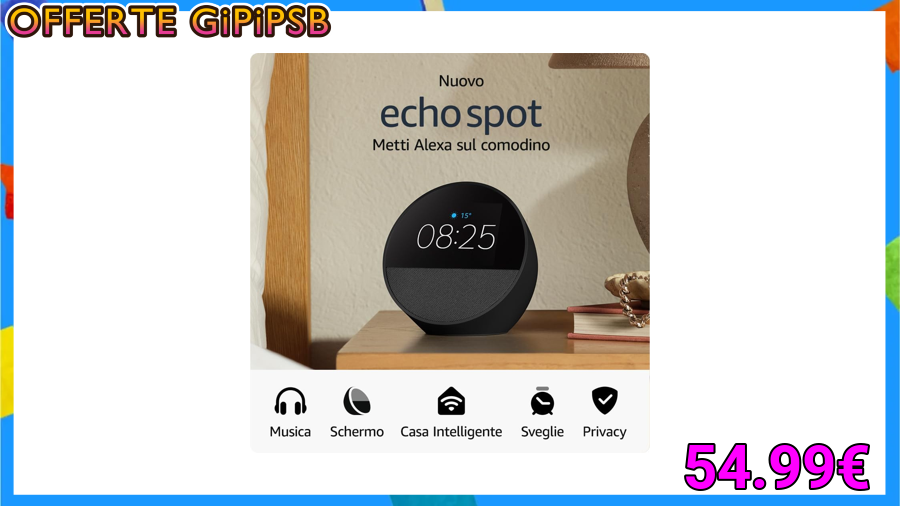 OFFERTE GiPiPSB
Nuovo
echo spot
Metti Alexa sul comodino
15°
08:25
Musica
Schermo
Casa Intelligente
Sveglie
Privacy
54.99€